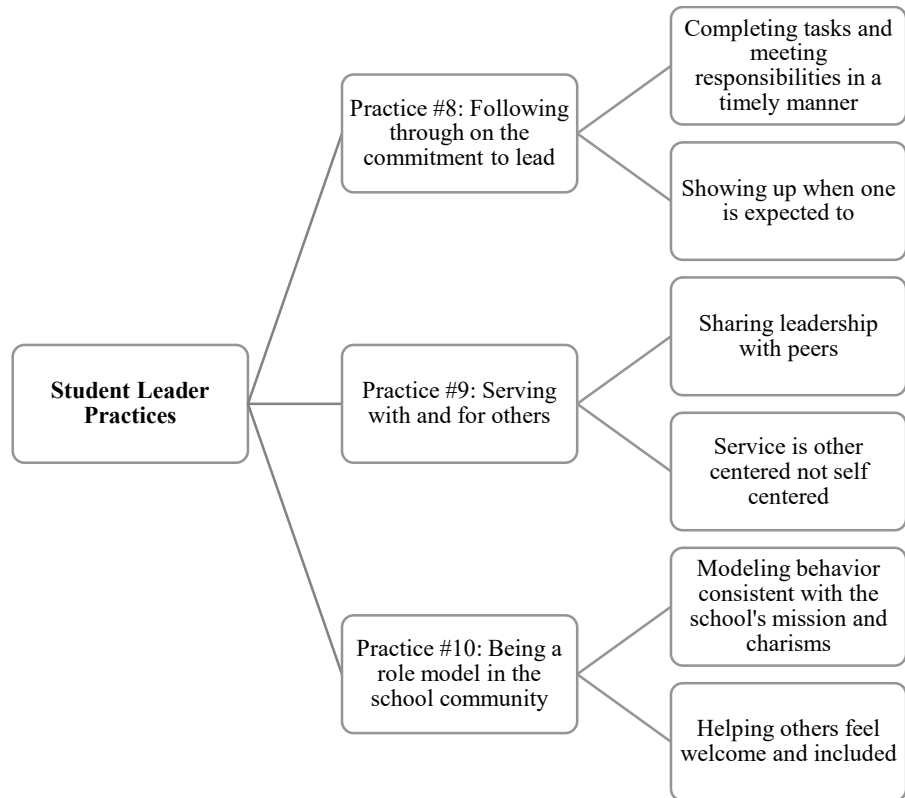 Student Leader
Practices
Practice #8: Following
through on the
commitment to lead
Completing tasks and
meeting
responsibilities in a
timely manner
Showing up when one
is expected to
Practice #9: Serving
with and for others
Sharing leadership
with peers
Service is other
centered not self
centered
Practice #10: Being a
role model in the
school community
Modeling behavior
consistent with the
school's mission and
charisms
Helping others feel
welcome and included